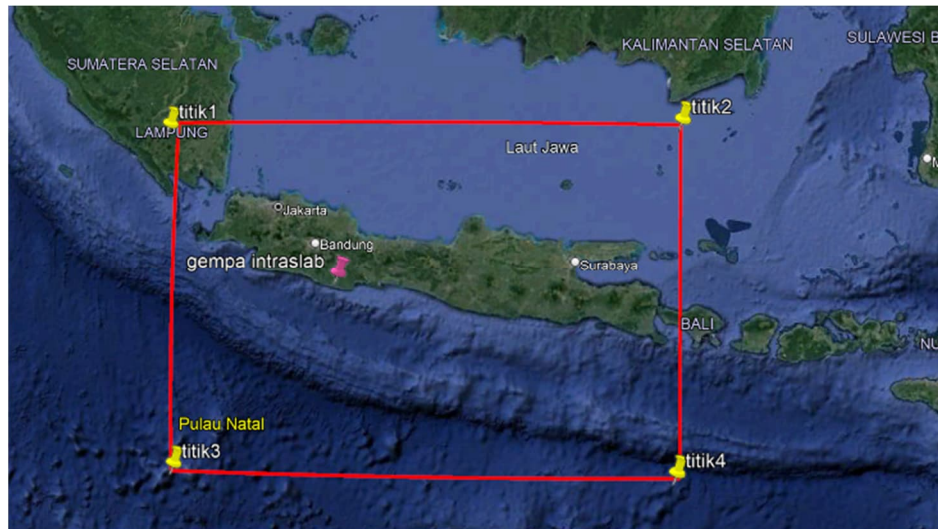 KALIMANTAN SELATAN
SULAWESI B
SUMATERA SELATAN
titik1
titik2
LAMPUNG
Laut Jawa
M
Jakarta
Bandung
gempa intraslab
Surabaya
BALI
NU
Pulau Natal
titik3
titik4